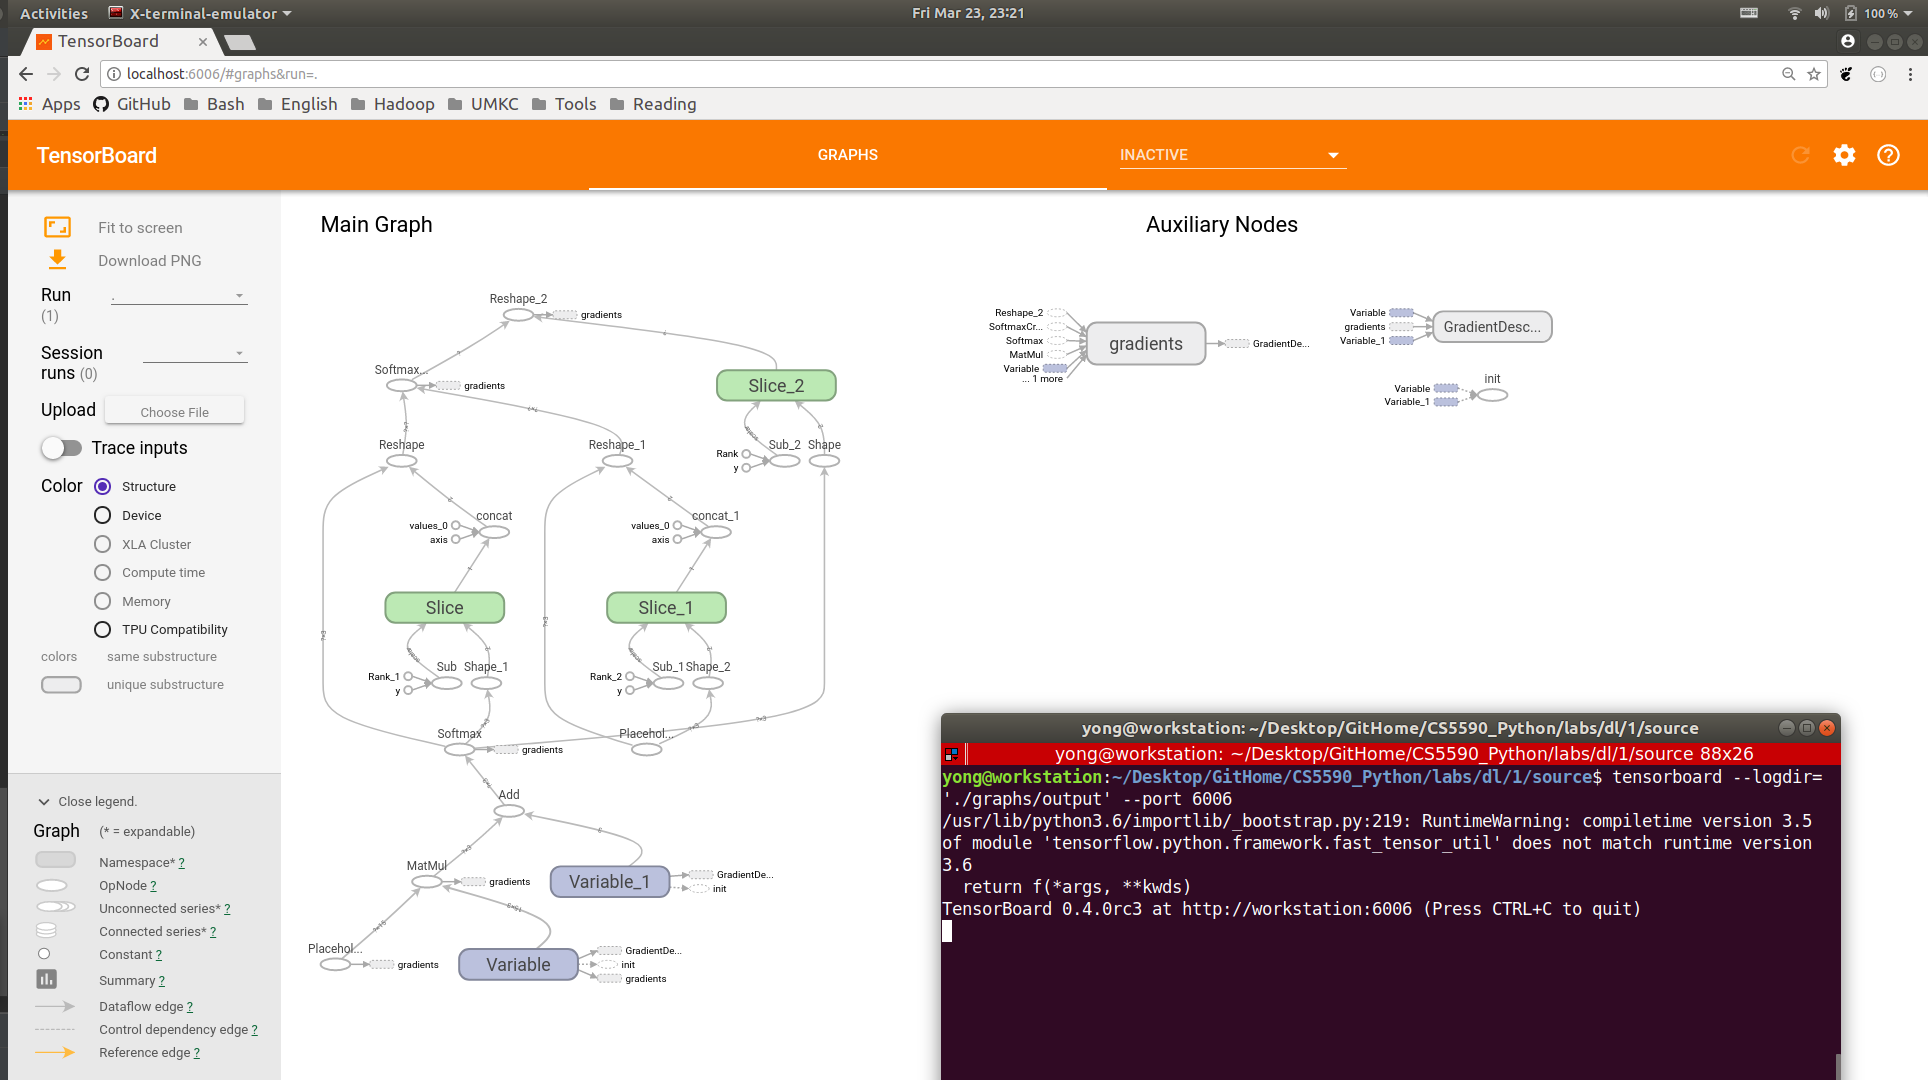 Activities X-terminal-emulator Fri Mar 23, 23:21 100 %
TensorBoard
localhost:6006/#graphs&run=.
Apps GitHub Bash English Hadoop UMKC Tools Reading
TensorBoard GRAPHS INACTIVE
Fit to screen
Download PNG
Run
(1)
.
Session
runs (0)
Upload Choose File
Trace inputs
Color Structure
Device
XLA Cluster
Compute time
Memory
TPU Compatibility
colors same substructure
unique substructure
Close legend.
Graph (* = expandable)
Namespace* ?
OpNode ?
Unconnected series* ?
Connected series* ?
Constant ?
Summary ?
Dataflow edge ?
Control dependency edge ?
Reference edge ?
Main Graph
Reshape_2
gradients
Softmax...
gradients
Slice_2
Reshape
Reshape_1
Sub_2 Shape
Rank
y
concat
values_0
axis
concat_1
values_0
axis
Slice
Slice_1
Sub Shape_1
Rank_1
y
Sub_1 Shape_2
Rank_2
y
Softmax
gradients
Placehol...
Add
MatMul
gradients
Variable_1
GradientDe...
init
Placehol...
gradients
Variable
GradientDe...
init
gradients
Auxiliary Nodes
Reshape_2
SoftmaxCr...
Softmax
MatMul
Variable
... 1 more
gradients
GradientDe...
Variable
gradients
Variable_1
GradientDesc...
init
Variable
Variable_1
yong@workstation: ~/Desktop/GitHome/CS5590_Python/labs/dl/1/source
yong@workstation: ~/Desktop/GitHome/CS5590_Python/labs/dl/1/source 88x26
yong@workstation:~/Desktop/GitHome/CS5590_Python/labs/dl/1/source$ tensorboard --logdir=
'./graphs/output' --port 6006
/usr/lib/python3.6/importlib/_bootstrap.py:219: RuntimeWarning: compiletime version 3.5
of module 'tensorflow.python.framework.fast_tensor_util' does not match runtime version
3.6
  return f(*args, **kwds)
TensorBoard 0.4.0rc3 at http://workstation:6006 (Press CTRL+C to quit)